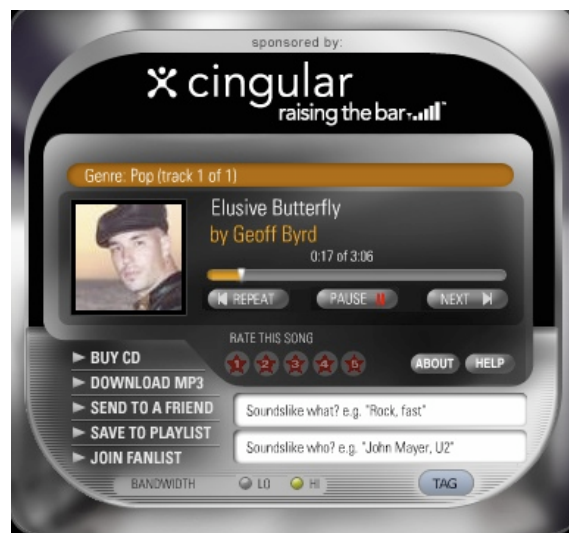 sponsored by:
cingular
raising the bar
Genre: Pop (track 1 of 1)
Elusive Butterfly
by Geoff Byrd
0:17 of 3:06
REPEAT PAUSE NEXT
RATE THIS SONG
1 2 3 4 5
ABOUT HELP
BUY CD
DOWNLOAD MP3
SEND TO A FRIEND
SAVE TO PLAYLIST
JOIN FANLIST
Soundslike what? e.g. "Rock, fast"
Soundslike who? e.g. "John Mayer, U2"
BANDWIDTH LO HI TAG